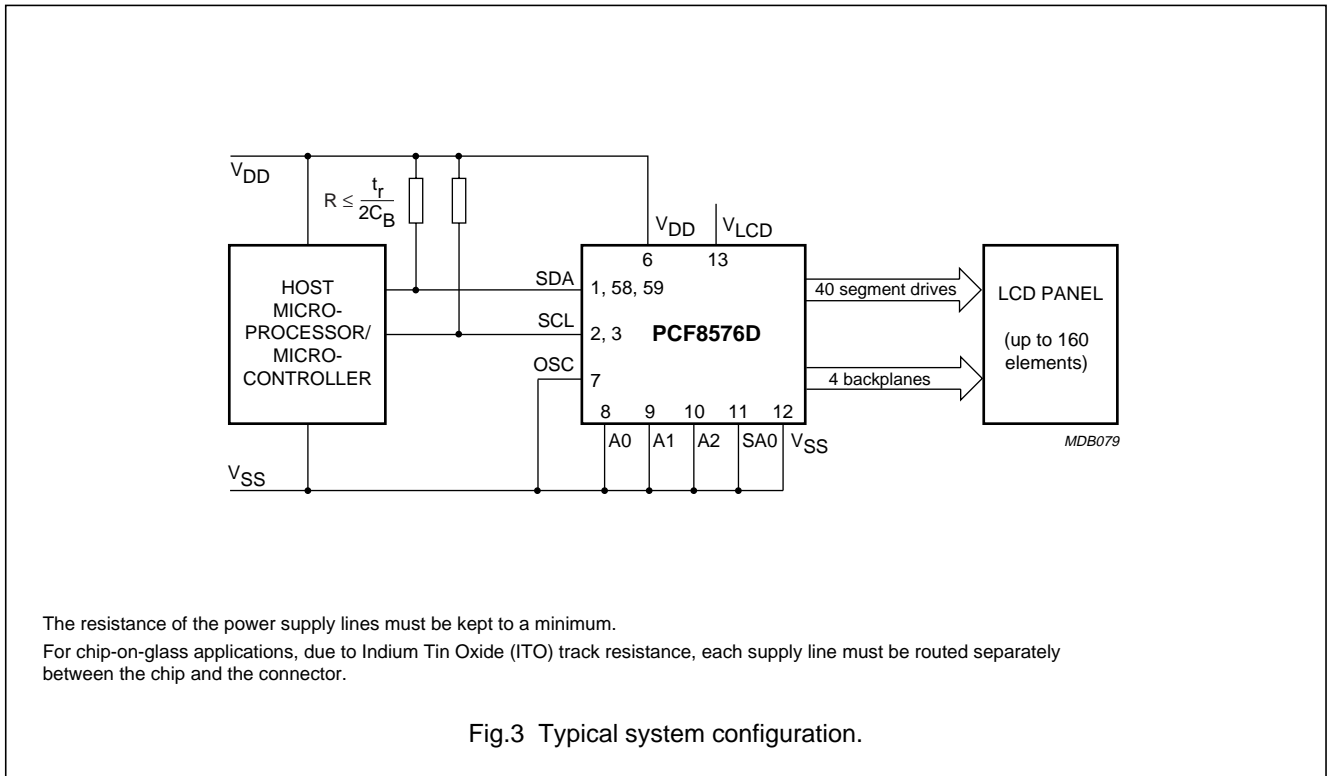 VDD
R ≤ tr
2CB
VDD
VLCD
6
13
HOST
MICRO-
PROCESSOR/
MICRO-
CONTROLLER
SDA
1, 58, 59
SCL
2, 3
PCF8576D
OSC
7
8
9
10
11
12
A0
A1
A2
SA0
VSS
40 segment drives
4 backplanes
LCD PANEL
(up to 160
elements)
MDB079
VSS
The resistance of the power supply lines must be kept to a minimum.
For chip-on-glass applications, due to Indium Tin Oxide (ITO) track resistance, each supply line must be routed separately
between the chip and the connector.
Fig.3 Typical system configuration.